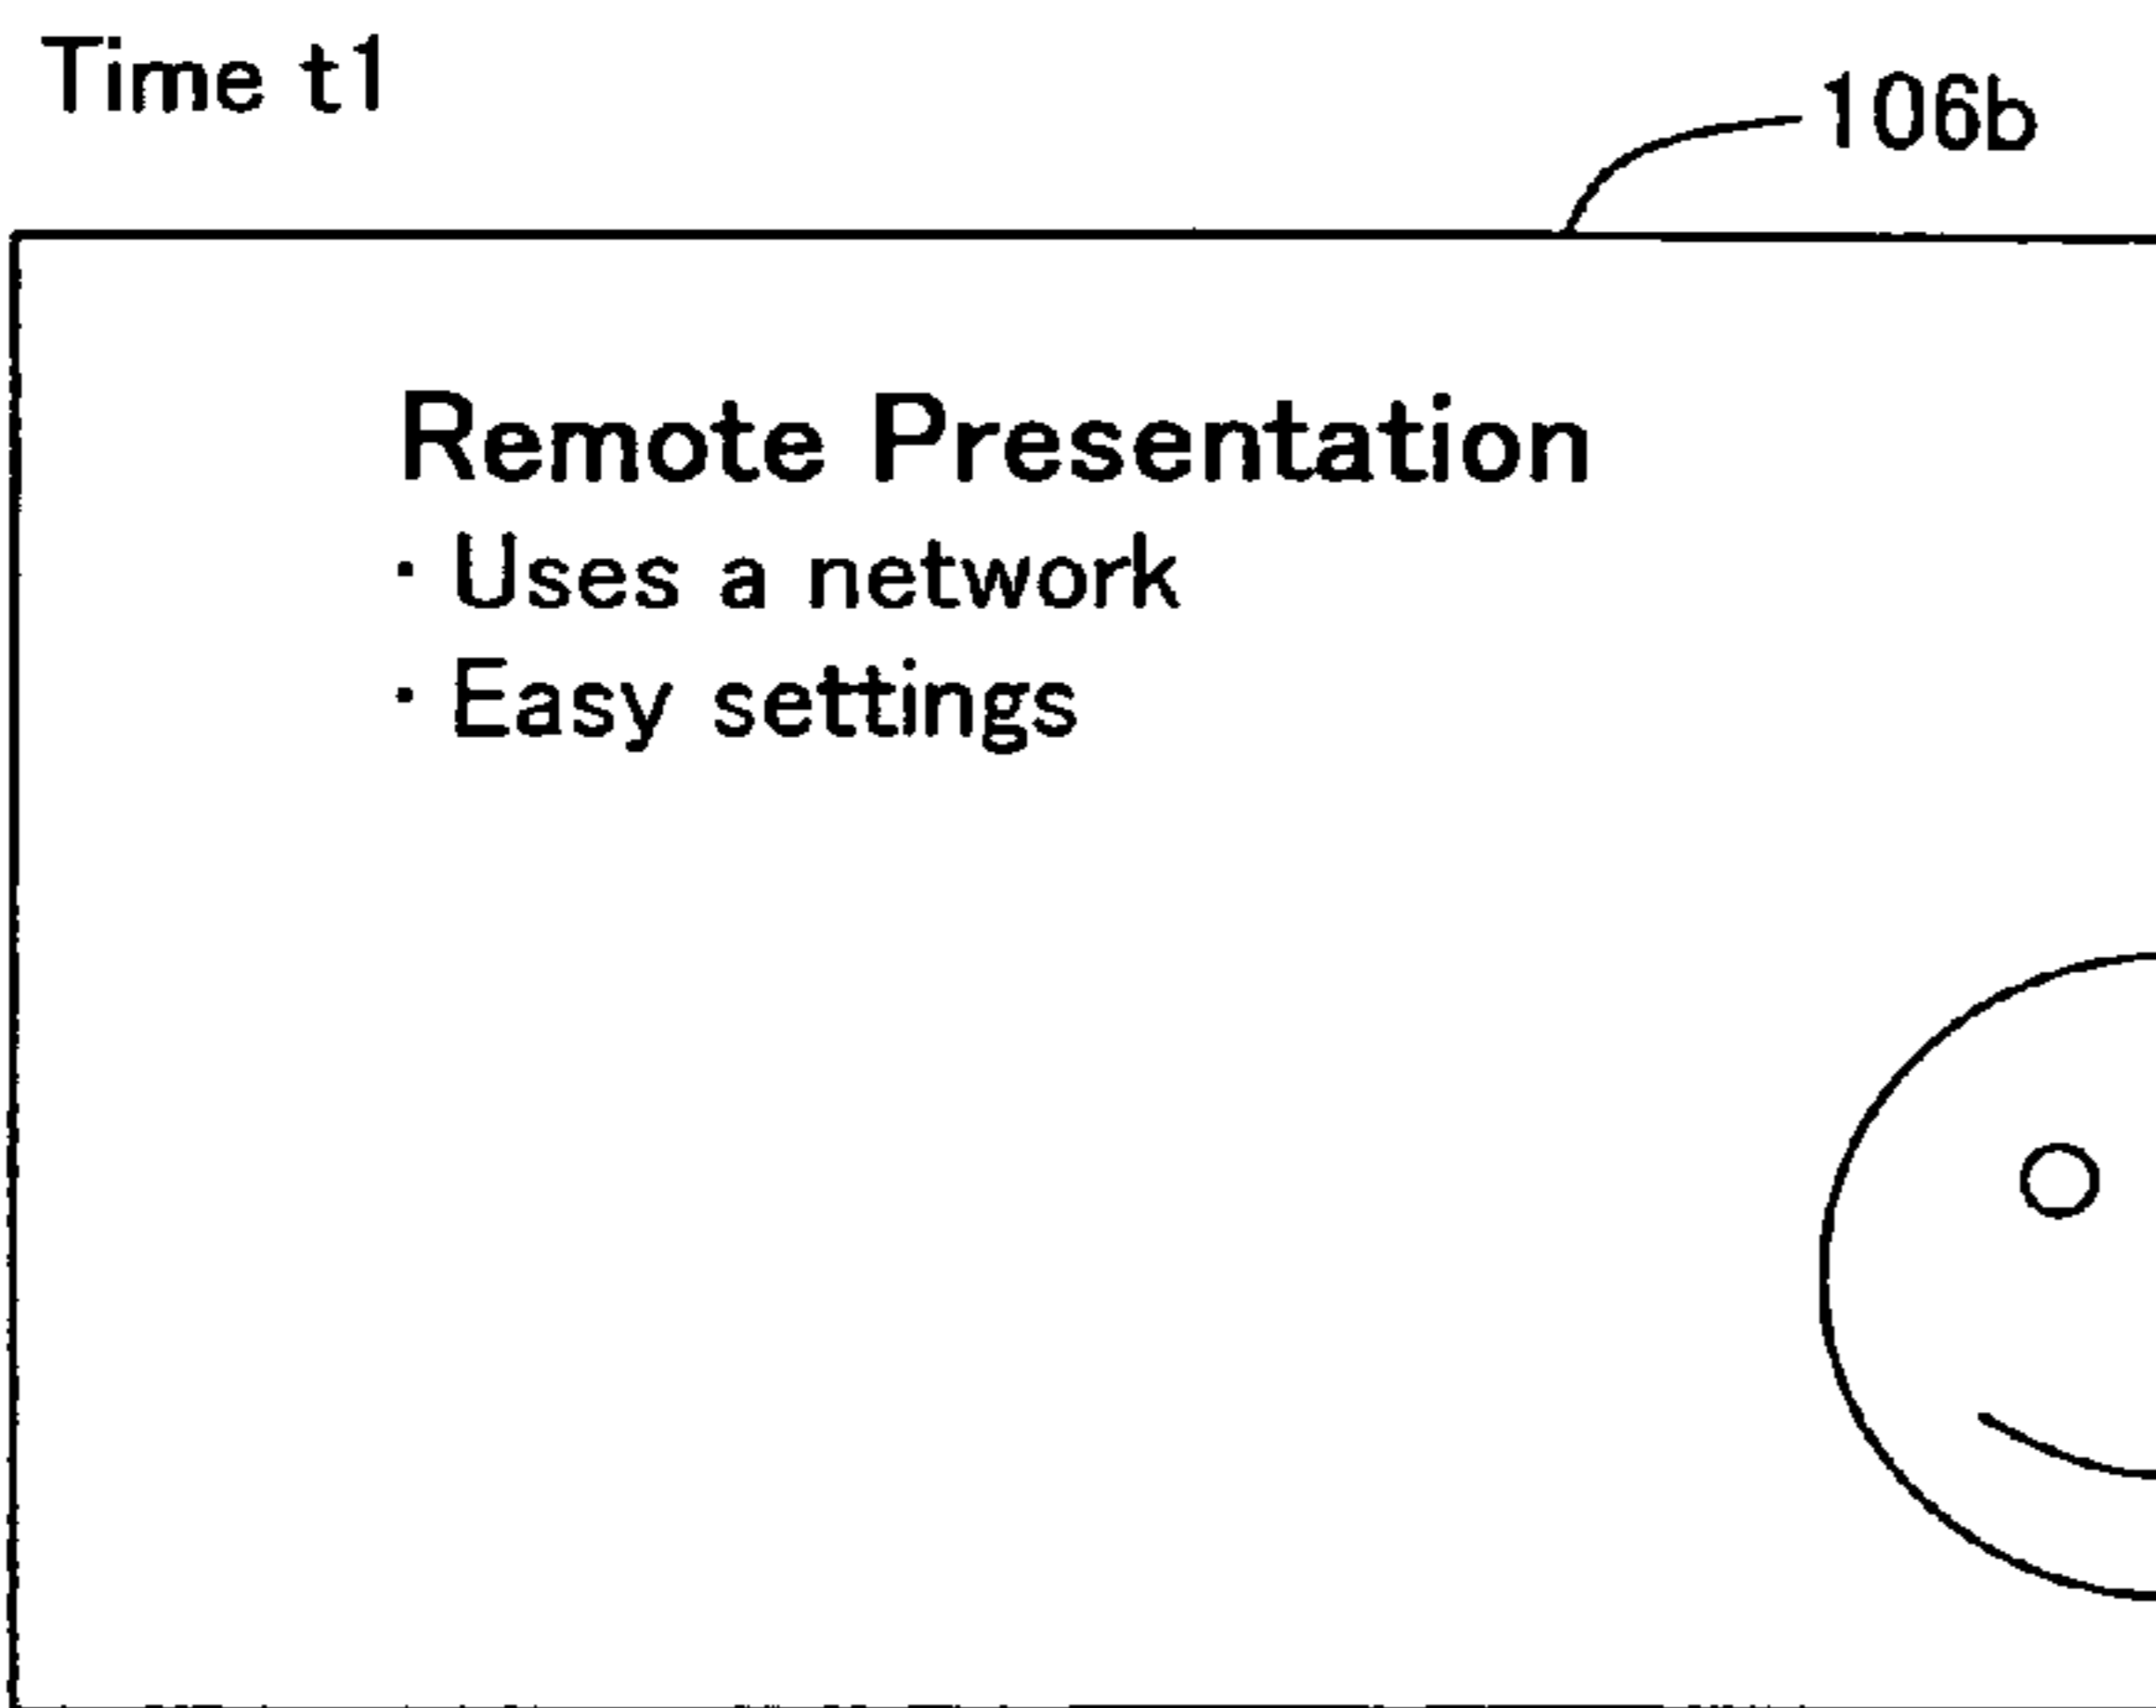 Time t1
106b
Remote Presentation
· Uses a network
· Easy settings